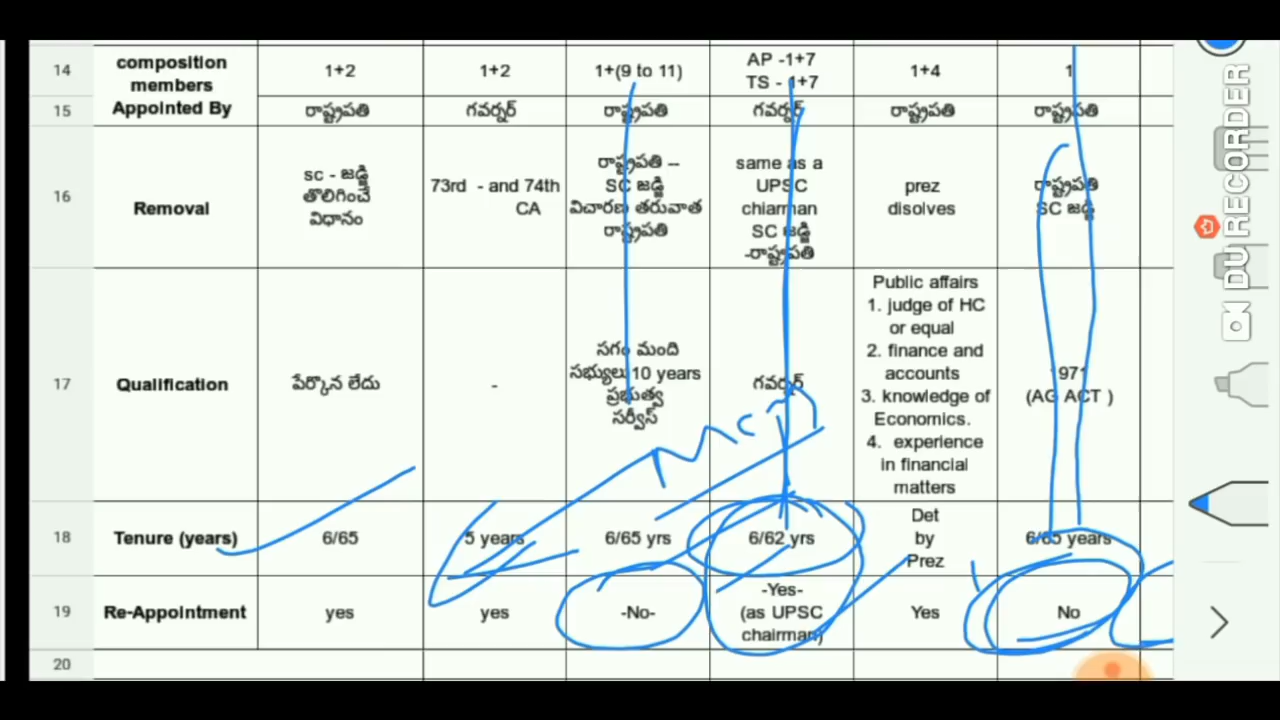 14 composition members 1+2 1+2 1+(9 to 11) AP -1+7 TS - 1+7 1+4 1
15 Appointed By రాష్ట్రపతి గవర్నర్ రాష్ట్రపతి గవర్నర్ రాష్ట్రపతి రాష్ట్రపతి
16 Removal
sc - జడ్జి
తొలిగించే
విధానం
73rd - and 74th
CA
రాష్ట్రపతి --
SC జడ్జి
విచారణ తరువాత
రాష్ట్రపతి
same as a
UPSC
chiarman
SC జడ్జి
-రాష్ట్రపతి
prez
disolves
రాష్ట్రపతి
SC జడ్జి
17 Qualification
పేర్కొన లేదు
-
సగం మంది
సభ్యులు 10 years
ప్రభుత్వ
సర్వీస్
గవర్నర్
Public affairs
1. judge of HC
or equal
2. finance and
accounts
3. knowledge of
Economics.
4. experience
in financial
matters
1971
(AG ACT )
18 Tenure (years) 6/65 5 years 6/65 yrs 6/62 yrs
Det
by
Prez
6/65 years
19 Re-Appointment yes yes -No-
-Yes-
(as UPSC
chairman)
Yes No
20
DU RECORDER